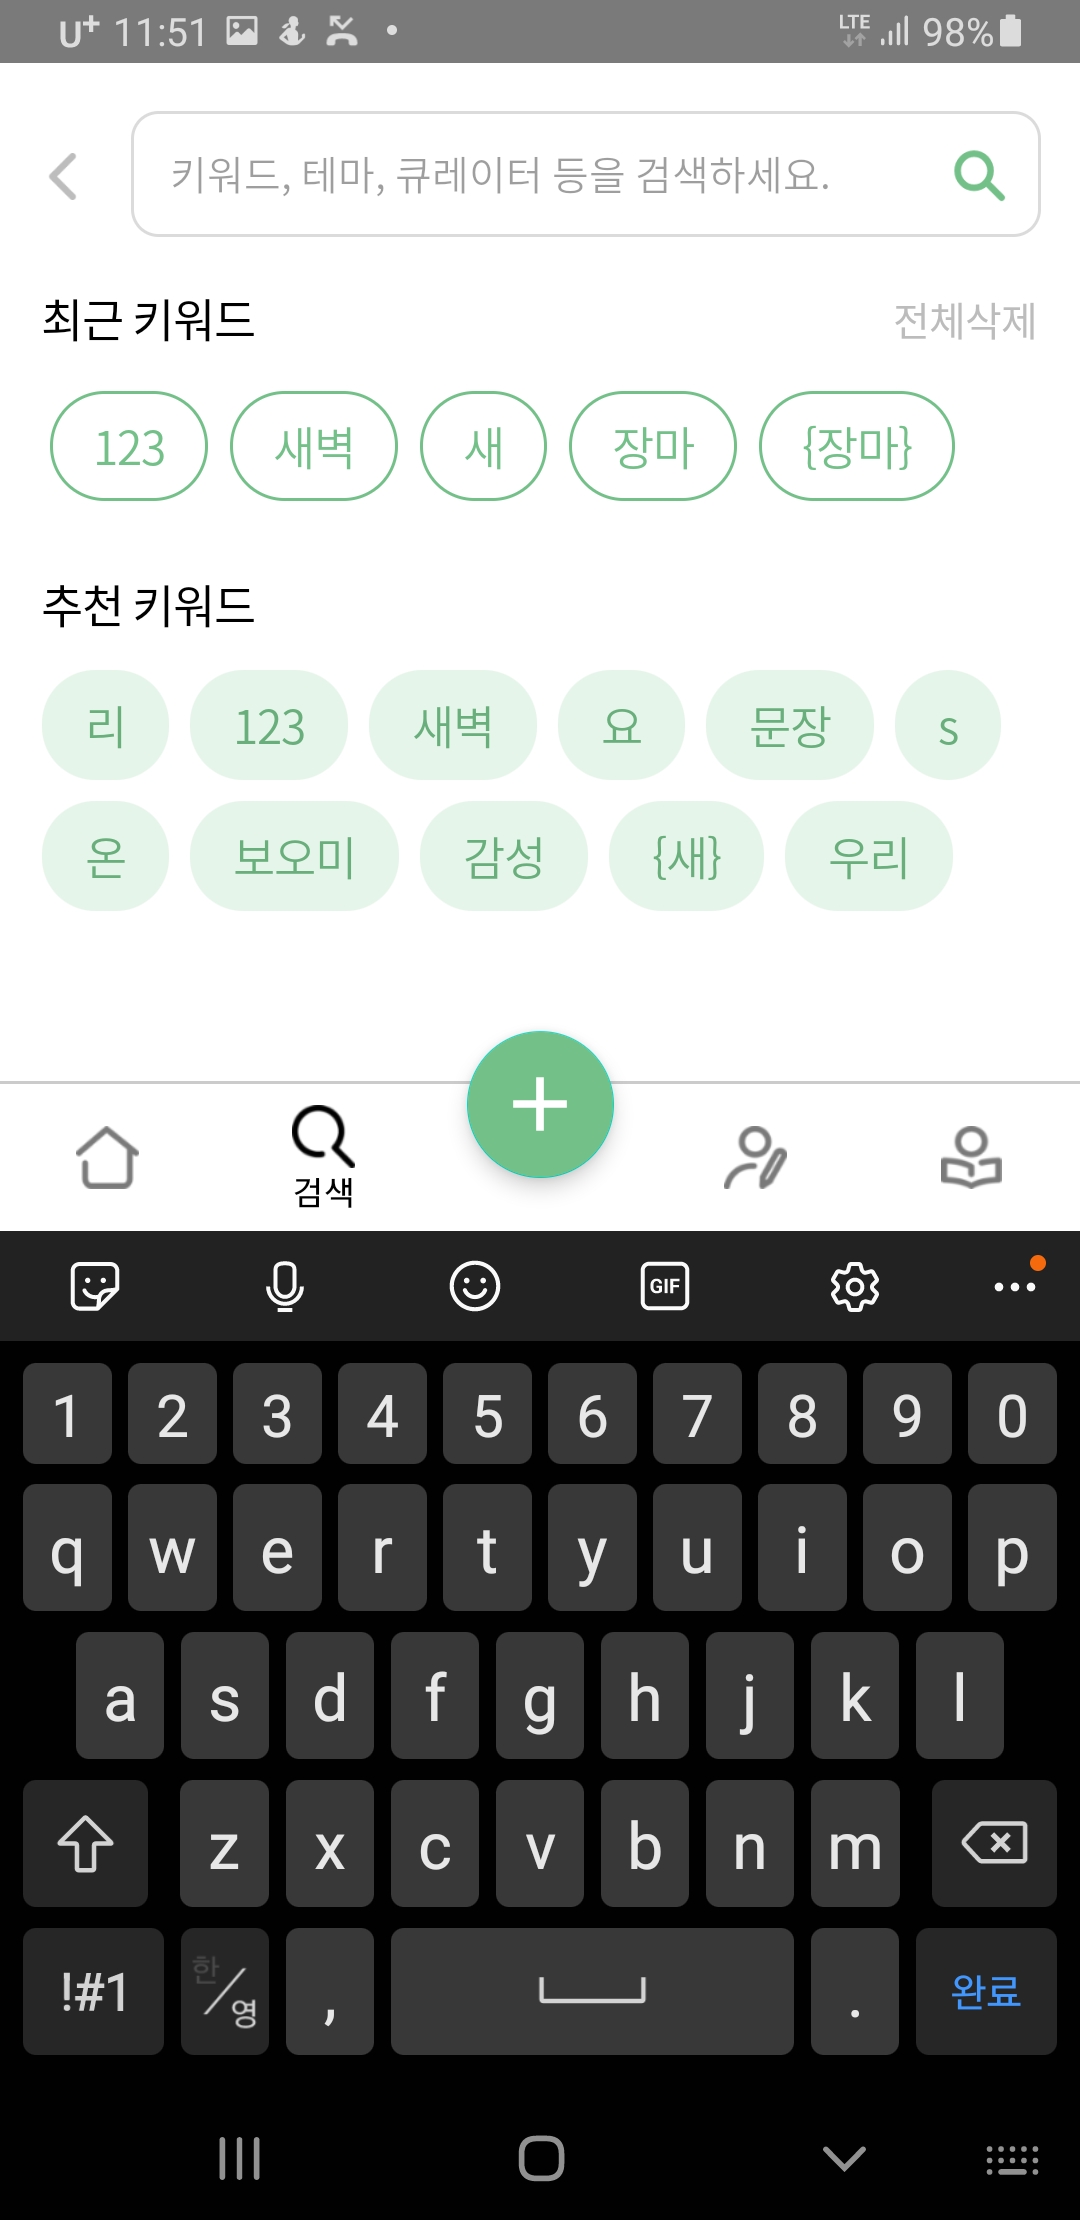 U+ 11:51 LTE 98%
키워드, 테마, 큐레이터 등을 검색하세요.
최근 키워드 전체삭제
123 새벽 새 장마 {장마}
추천 키워드
리 123 새벽 요 문장 s
온 보오미 감성 {새} 우리
검색
GIF
1 2 3 4 5 6 7 8 9 0
q w e r t y u i o p
a s d f g h j k l
z x c v b n m
!#1 한/영 , . 완료